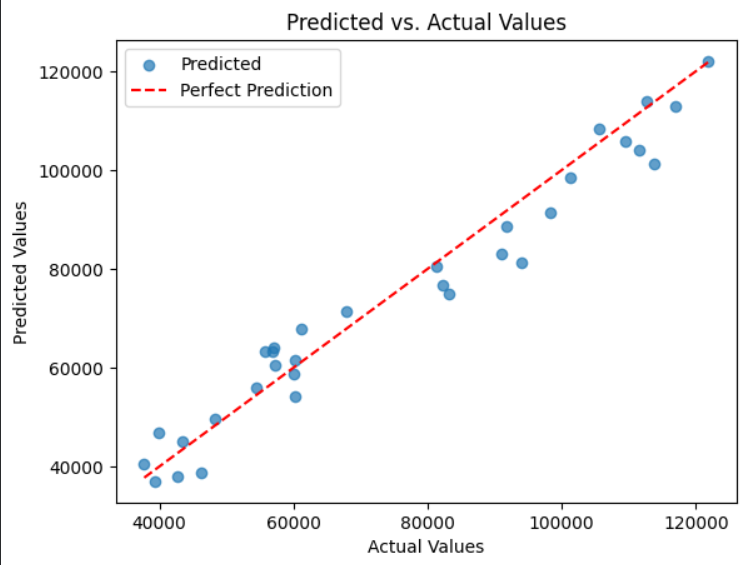 Predicted vs. Actual Values
Predicted
Perfect Prediction
120000
100000
80000
60000
40000
Predicted Values
40000 60000 80000 100000 120000
Actual Values